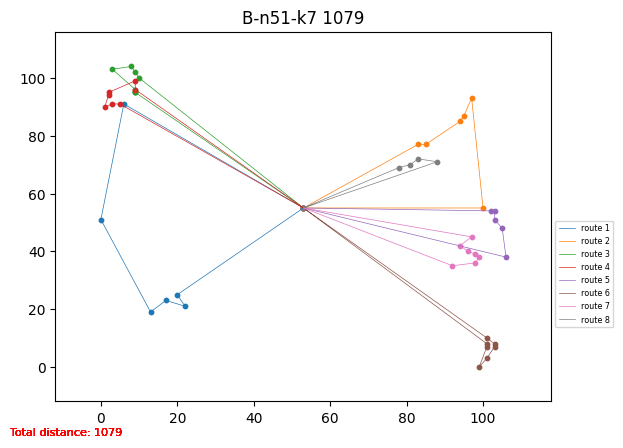 B-n51-k7 1079
100
80
60
40
20
0
0 20 40 60 80 100
route 1
route 2
route 3
route 4
route 5
route 6
route 7
route 8
Total distance: 1079